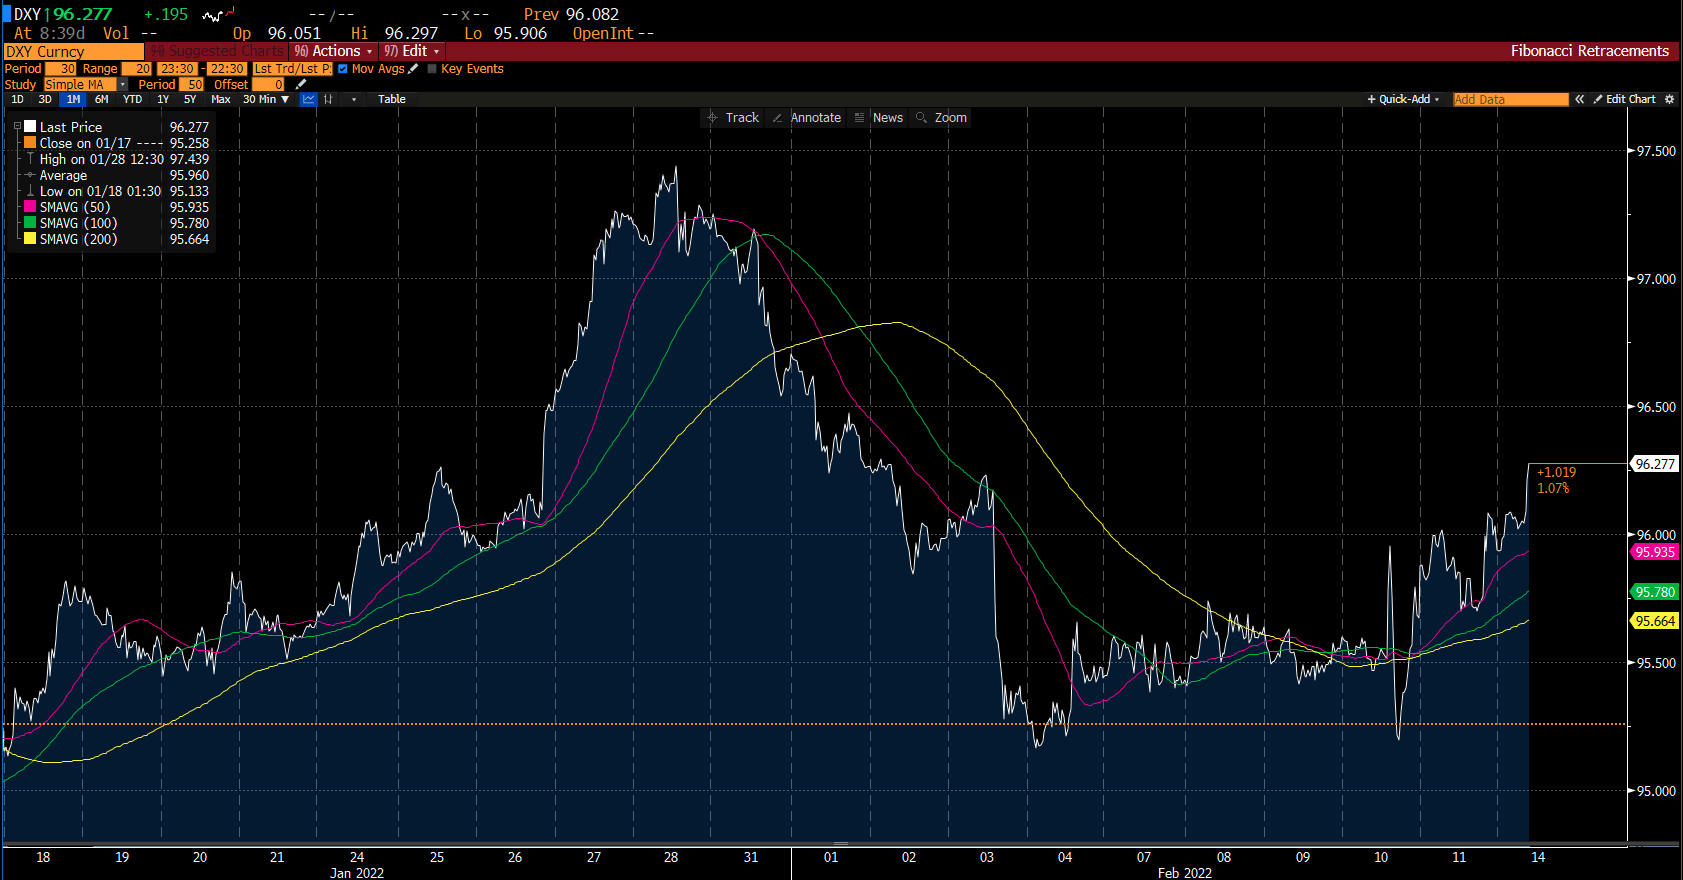 DXY↑96.277 +.195 --/-- --x-- Prev 96.082
At 8:39d Vol -- Op 96.051 Hi 96.297 Lo 95.906 OpenInt --
DXY Curncy 94) Suggested Charts 96) Actions 97) Edit Fibonacci Retracements
Period 30 Range 20 23:30 - 22:30 Lst Trd/Lst P: Mov Avgs Key Events
Study Simple MA Period 50 Offset 0
1D 3D 1M 6M YTD 1Y 5Y Max 30 Min ▼ Table + Quick-Add Add Data « Edit Chart
Track Annotate News Zoom
Last Price 96.277
Close on 01/17 ---- 95.258
High on 01/28 12:30 97.439
Average 95.960
Low on 01/18 01:30 95.133
SMAVG (50) 95.935
SMAVG (100) 95.780
SMAVG (200) 95.664
97.500
97.000
96.500
96.277
+1.019
1.07%
96.000
95.935
95.780
95.664
95.500
95.000
18 19 20 21 24 25 26 27 28 31 01 02 03 04 07 08 09 10 11 14
Jan 2022 Feb 2022